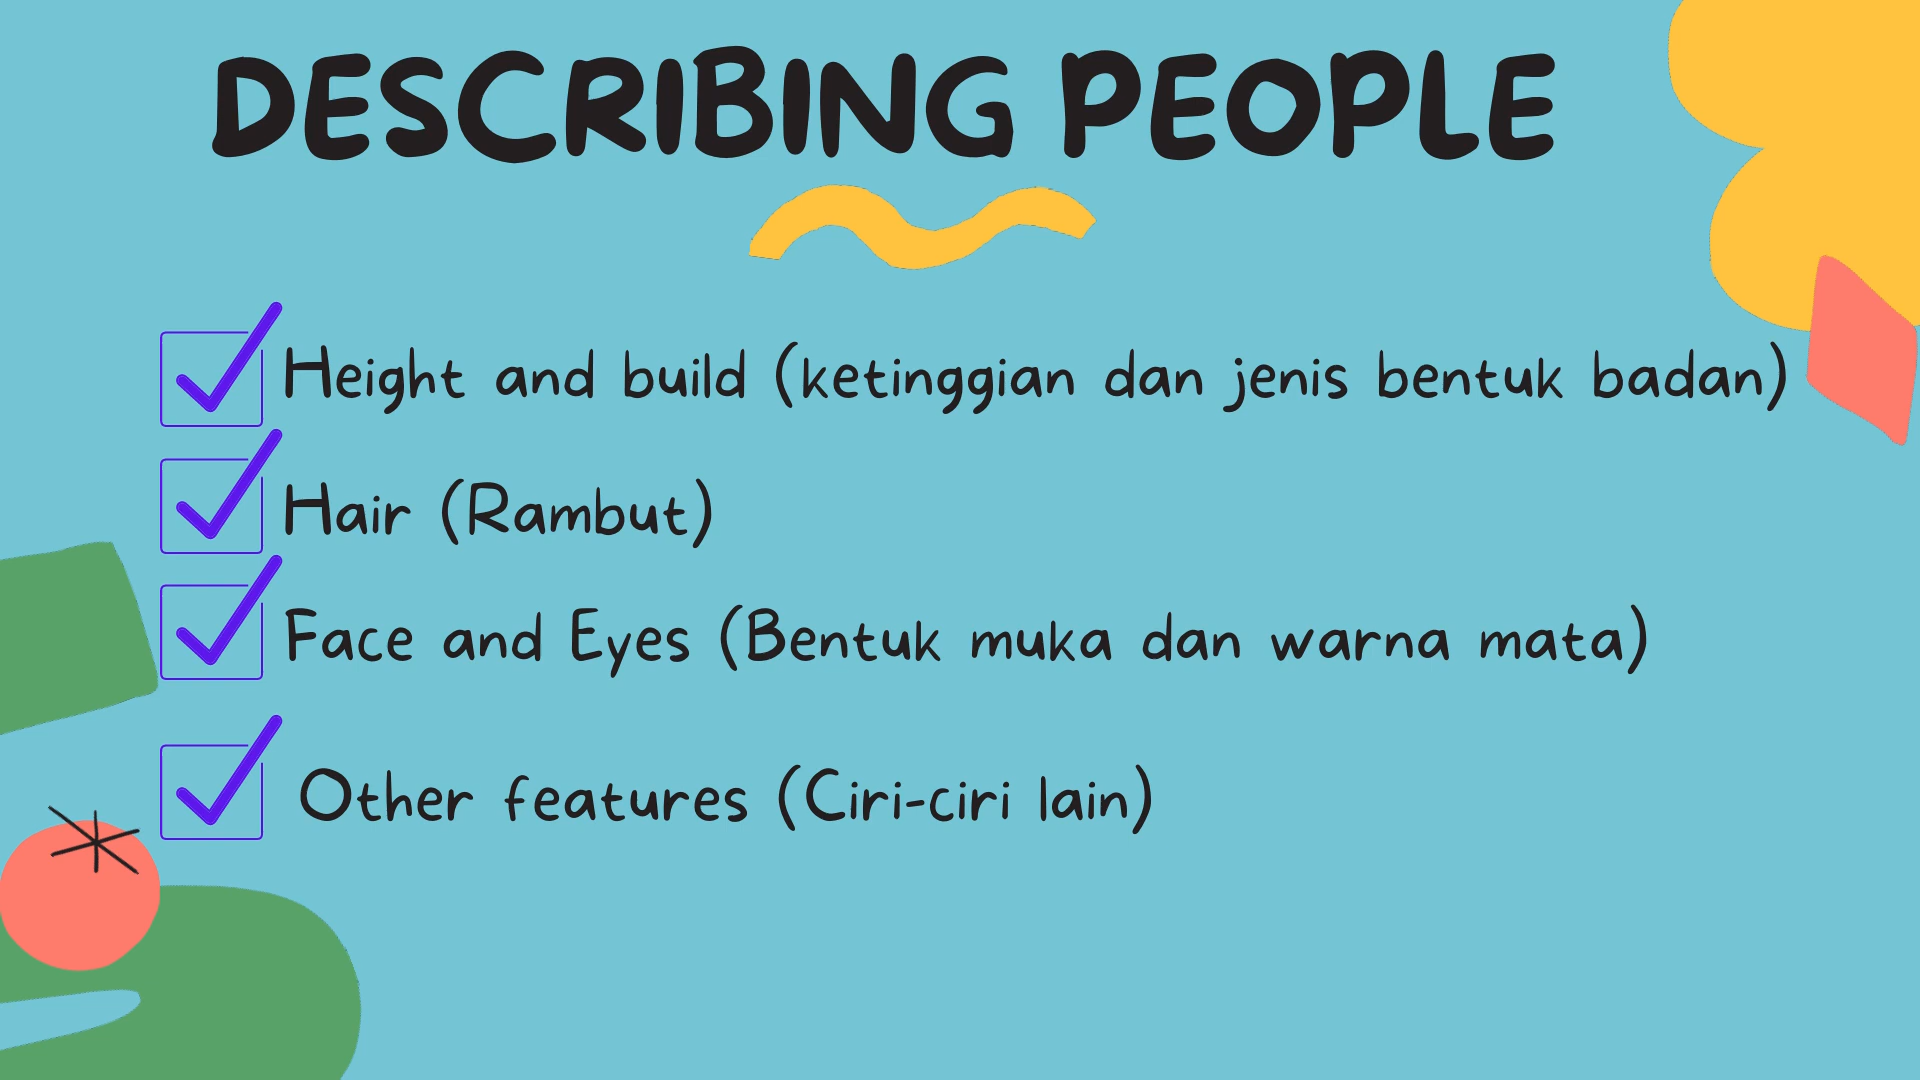 DESCRIBING PEOPLE
Height and build (ketinggian dan jenis bentuk badan)
Hair (Rambut)
Face and Eyes (Bentuk muka dan warna mata)
Other features (Ciri-ciri lain)